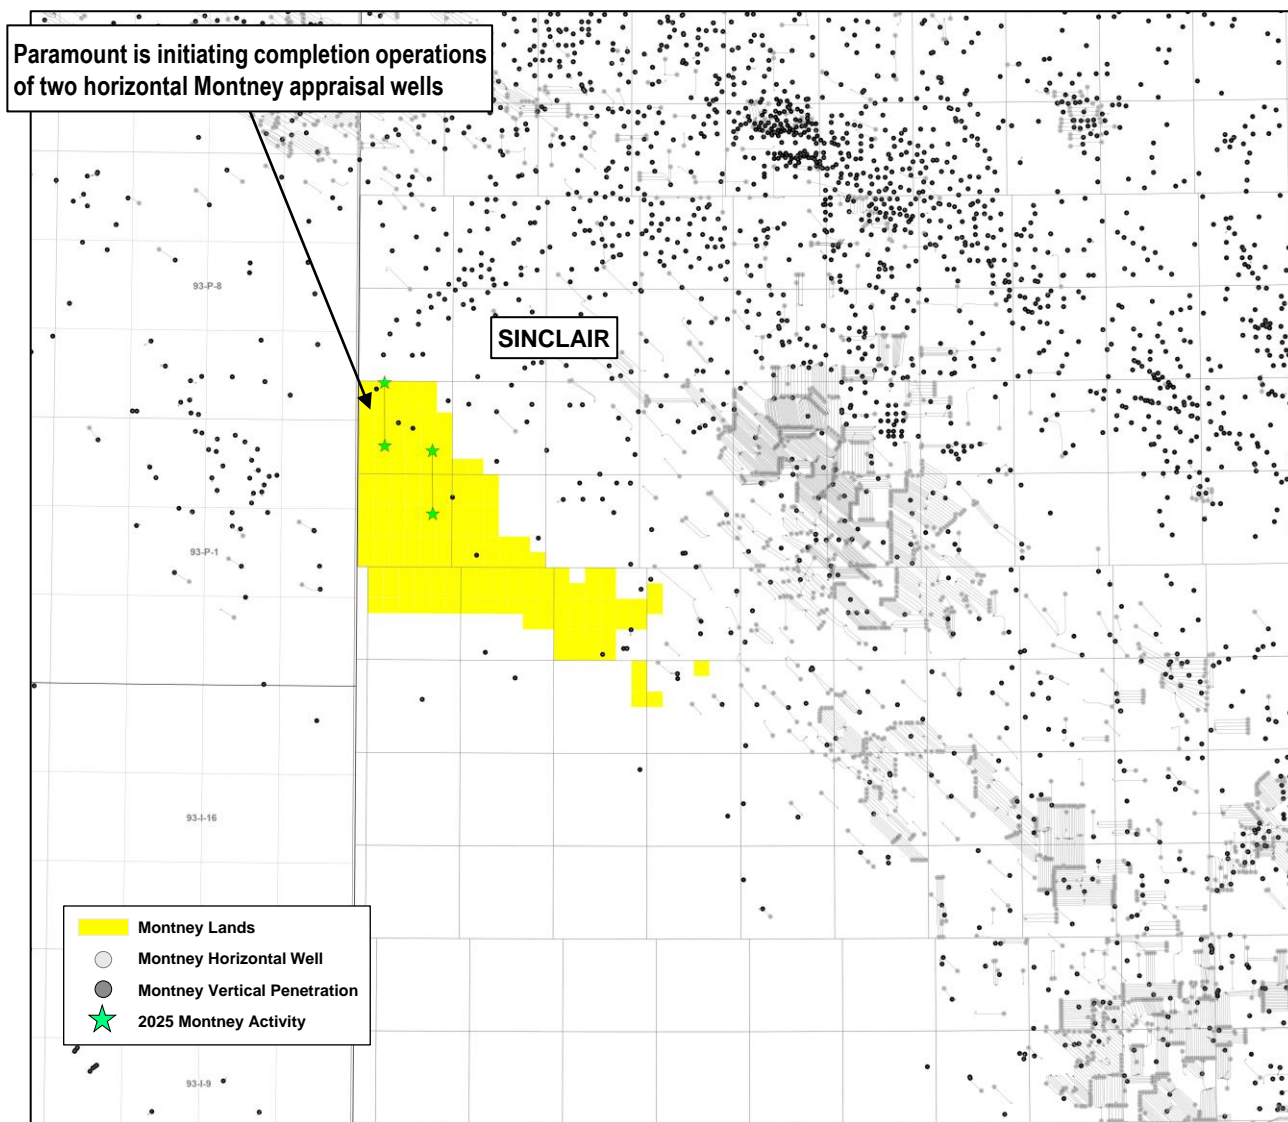 Paramount is initiating completion operations
of two horizontal Montney appraisal wells
93-P-8
SINCLAIR
93-P-1
93-I-16
Montney Lands
Montney Horizontal Well
Montney Vertical Penetration
2025 Montney Activity
93-I-9